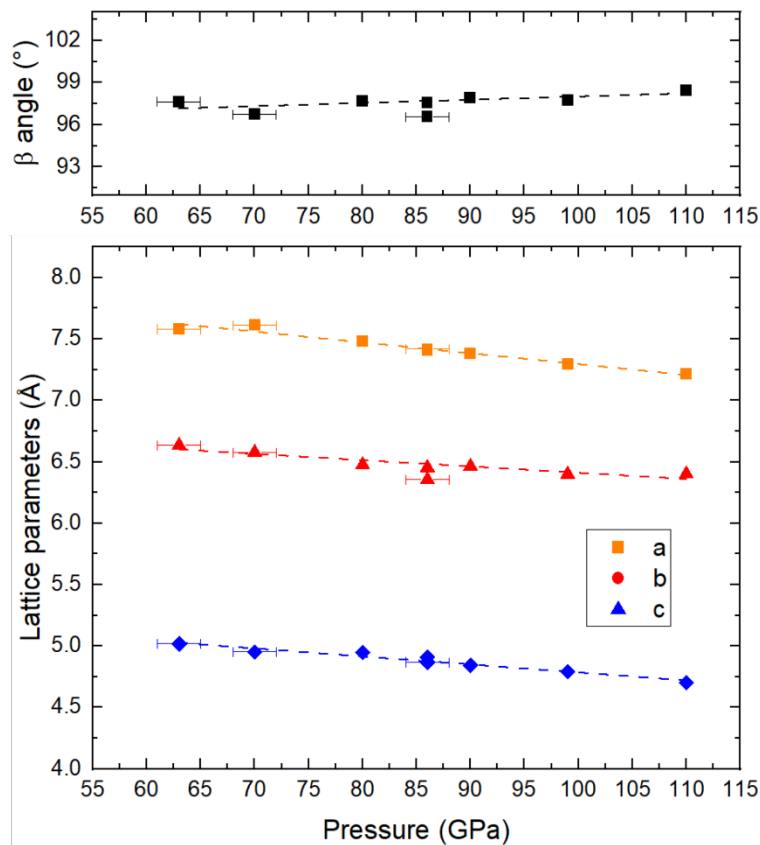 β angle (°)
102
99
96
93
55 60 65 70 75 80 85 90 95 100 105 110 115
Lattice parameters (Å)
8.0
7.5
7.0
6.5
6.0
5.5
5.0
4.5
4.0
a
b
c
55 60 65 70 75 80 85 90 95 100 105 110 115
Pressure (GPa)